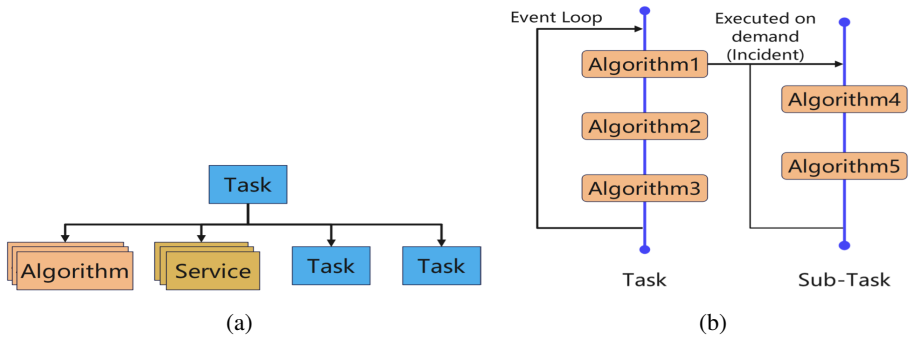 Task
Algorithm
Service
Task
Task
(a)
Event Loop
Executed on
demand
(Incident)
Algorithm1
Algorithm2
Algorithm3
Algorithm4
Algorithm5
Task
Sub-Task
(b)